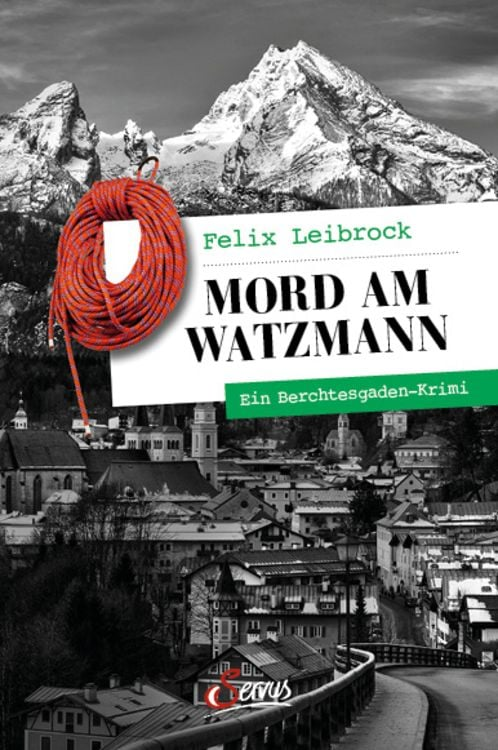 Felix Leibrock
MORD AM
WATZMANN
Ein Berchtesgaden-Krimi
Servus